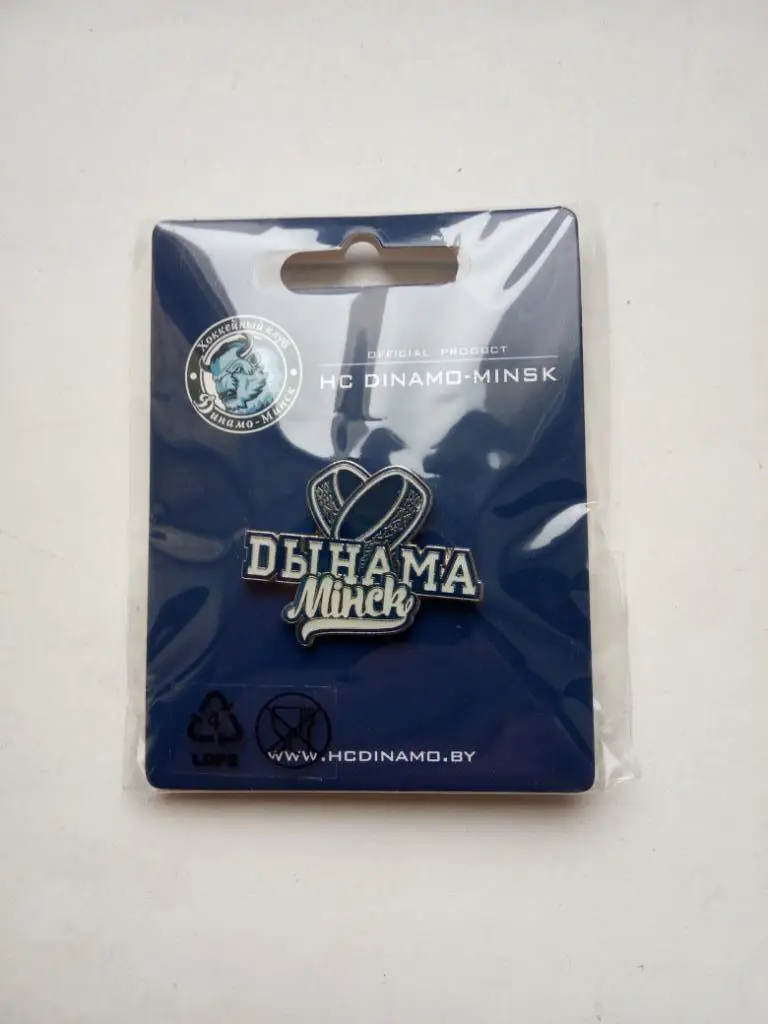 Хоккейный клуб
Динамо-Минск
OFFICIAL PRODUCT
HC DINAMO-MINSK
ДЫНАМА
Мінск
4
LDPE
WWW.HCDINAMO.BY